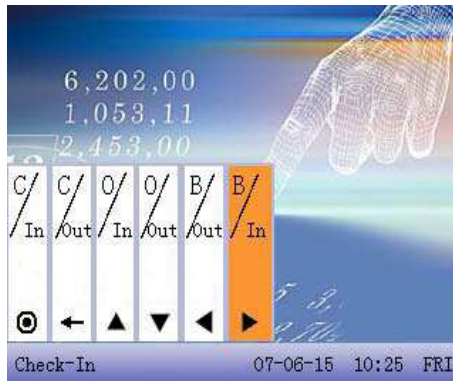 6,202,00
1,053,11
2,453,00
C/In C/Out O/In O/Out B/Out B/In
Check-In 07-06-15 10:25 FRI